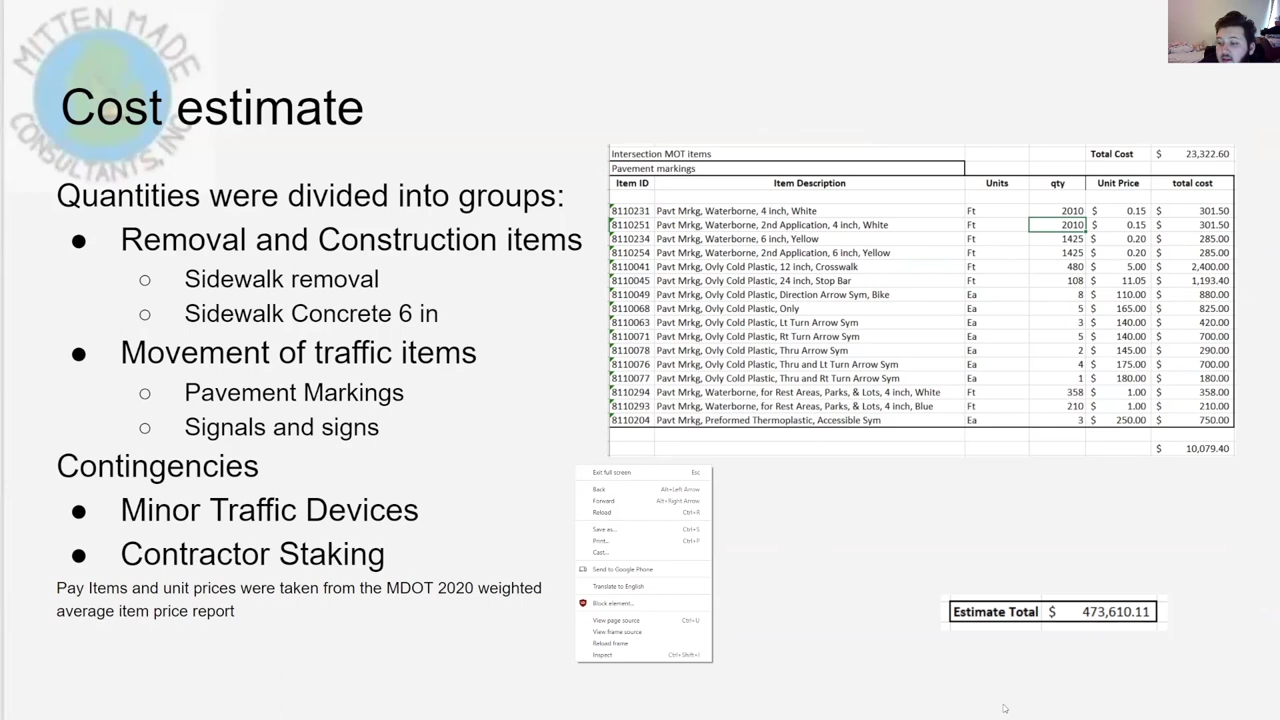 MITTEN MADE
CONSULTANTS, INC
Cost estimate
Quantities were divided into groups:
● Removal and Construction items
○ Sidewalk removal
○ Sidewalk Concrete 6 in
● Movement of traffic items
○ Pavement Markings
○ Signals and signs
Contingencies
● Minor Traffic Devices
● Contractor Staking
Pay Items and unit prices were taken from the MDOT 2020 weighted
average item price report
Intersection MOT items Total Cost $ 23,322.60
Pavement markings
Item ID Item Description Units qty Unit Price total cost
8110231 Pavt Mrkg, Waterborne, 4 inch, White Ft 2010 $ 0.15 $ 301.50
8110251 Pavt Mrkg, Waterborne, 2nd Application, 4 inch, White Ft 2010 $ 0.15 $ 301.50
8110234 Pavt Mrkg, Waterborne, 6 inch, Yellow Ft 1425 $ 0.20 $ 285.00
8110254 Pavt Mrkg, Waterborne, 2nd Application, 6 inch, Yellow Ft 1425 $ 0.20 $ 285.00
8110041 Pavt Mrkg, Ovly Cold Plastic, 12 inch, Crosswalk Ft 480 $ 5.00 $ 2,400.00
8110045 Pavt Mrkg, Ovly Cold Plastic, 24 inch, Stop Bar Ft 108 $ 11.05 $ 1,193.40
8110049 Pavt Mrkg, Ovly Cold Plastic, Direction Arrow Sym, Bike Ea 8 $ 110.00 $ 880.00
8110068 Pavt Mrkg, Ovly Cold Plastic, Only Ea 5 $ 165.00 $ 825.00
8110063 Pavt Mrkg, Ovly Cold Plastic, Lt Turn Arrow Sym Ea 3 $ 140.00 $ 420.00
8110071 Pavt Mrkg, Ovly Cold Plastic, Rt Turn Arrow Sym Ea 5 $ 140.00 $ 700.00
8110078 Pavt Mrkg, Ovly Cold Plastic, Thru Arrow Sym Ea 2 $ 145.00 $ 290.00
8110076 Pavt Mrkg, Ovly Cold Plastic, Thru and Lt Turn Arrow Sym Ea 4 $ 175.00 $ 700.00
8110077 Pavt Mrkg, Ovly Cold Plastic, Thru and Rt Turn Arrow Sym Ea 1 $ 180.00 $ 180.00
8110294 Pavt Mrkg, Waterborne, for Rest Areas, Parks, & Lots, 4 inch, White Ft 358 $ 1.00 $ 358.00
8110293 Pavt Mrkg, Waterborne, for Rest Areas, Parks, & Lots, 4 inch, Blue Ft 210 $ 1.00 $ 210.00
8110204 Pavt Mrkg, Preformed Thermoplastic, Accessible Sym Ea 3 $ 250.00 $ 750.00
$ 10,079.40
Exit full screen Esc
Back Alt+Left Arrow
Forward Alt+Right Arrow
Reload Ctrl+R
Save as... Ctrl+S
Print... Ctrl+P
Cast...
Send to Google Phone
Translate to English
Block element...
View page source Ctrl+U
View frame source
Reload frame
Inspect Ctrl+Shift+I
Estimate Total $ 473,610.11